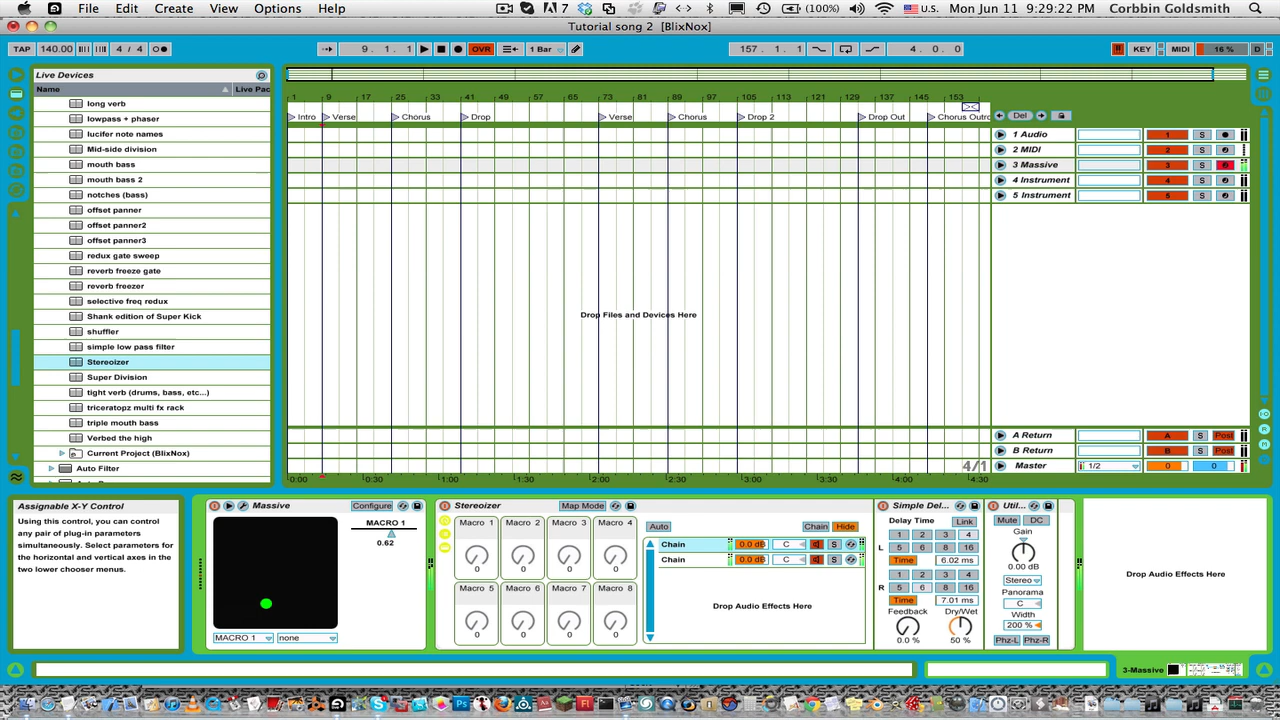 File Edit Create View Options Help
7 (100%) U.S. Mon Jun 11 9:29:22 PM Corbbin Goldsmith
Tutorial song 2 [BlixNox]
TAP 140.00 4 / 4 9. 1. 1 OVR 1 Bar 157. 1. 1 4. 0. 0 KEY MIDI 16 % D
Live Devices
Name Live Pac
long verb
lowpass + phaser
lucifer note names
Mid-side division
mouth bass
mouth bass 2
notches (bass)
offset panner
offset panner2
offset panner3
redux gate sweep
reverb freeze gate
reverb freezer
selective freq redux
Shank edition of Super Kick
shuffler
simple low pass filter
Stereoizer
Super Division
tight verb (drums, bass, etc...)
triceratopz multi fx rack
triple mouth bass
Verbed the high
Current Project (BlixNox)
Auto Filter
1 9 17 25 33 41 49 57 65 73 81 89 97 105 113 121 129 137 145 153
Intro Verse Chorus Drop Verse Chorus Drop 2 Drop Out Chorus Outro
Del
1 Audio 1 S
2 MIDI 2 S
3 Massive 3 S
4 Instrument 4 S
5 Instrument 5 S
Drop Files and Devices Here
A Return A S Post
B Return B S Post
4/1 Master 1/2 0 0
0:00 0:30 1:00 1:30 2:00 2:30 3:00 3:30 4:00 4:30
Assignable X-Y Control
Using this control, you can control
any pair of plug-in parameters
simultaneously. Select parameters for
the horizontal and vertical axes in the
two lower chooser menus.
Massive Configure
MACRO 1
0.62
MACRO 1 none
Stereoizer Map Mode
Macro 1 Macro 2 Macro 3 Macro 4
0 0 0 0
Macro 5 Macro 6 Macro 7 Macro 8
0 0 0 0
Auto Chain Hide
Chain 0.0 dB C S
Chain 0.0 dB C S
Drop Audio Effects Here
Simple Del...
Delay Time Link
1 2 3 4
L 5 6 8 16
Time 6.02 ms
1 2 3 4
R 5 6 8 16
Time 7.01 ms
Feedback Dry/Wet
0.0 % 50 %
Util...
Mute DC
Gain
0.00 dB
Stereo
Panorama
C
Width
200 %
Phz-L Phz-R
Drop Audio Effects Here
3-Massive